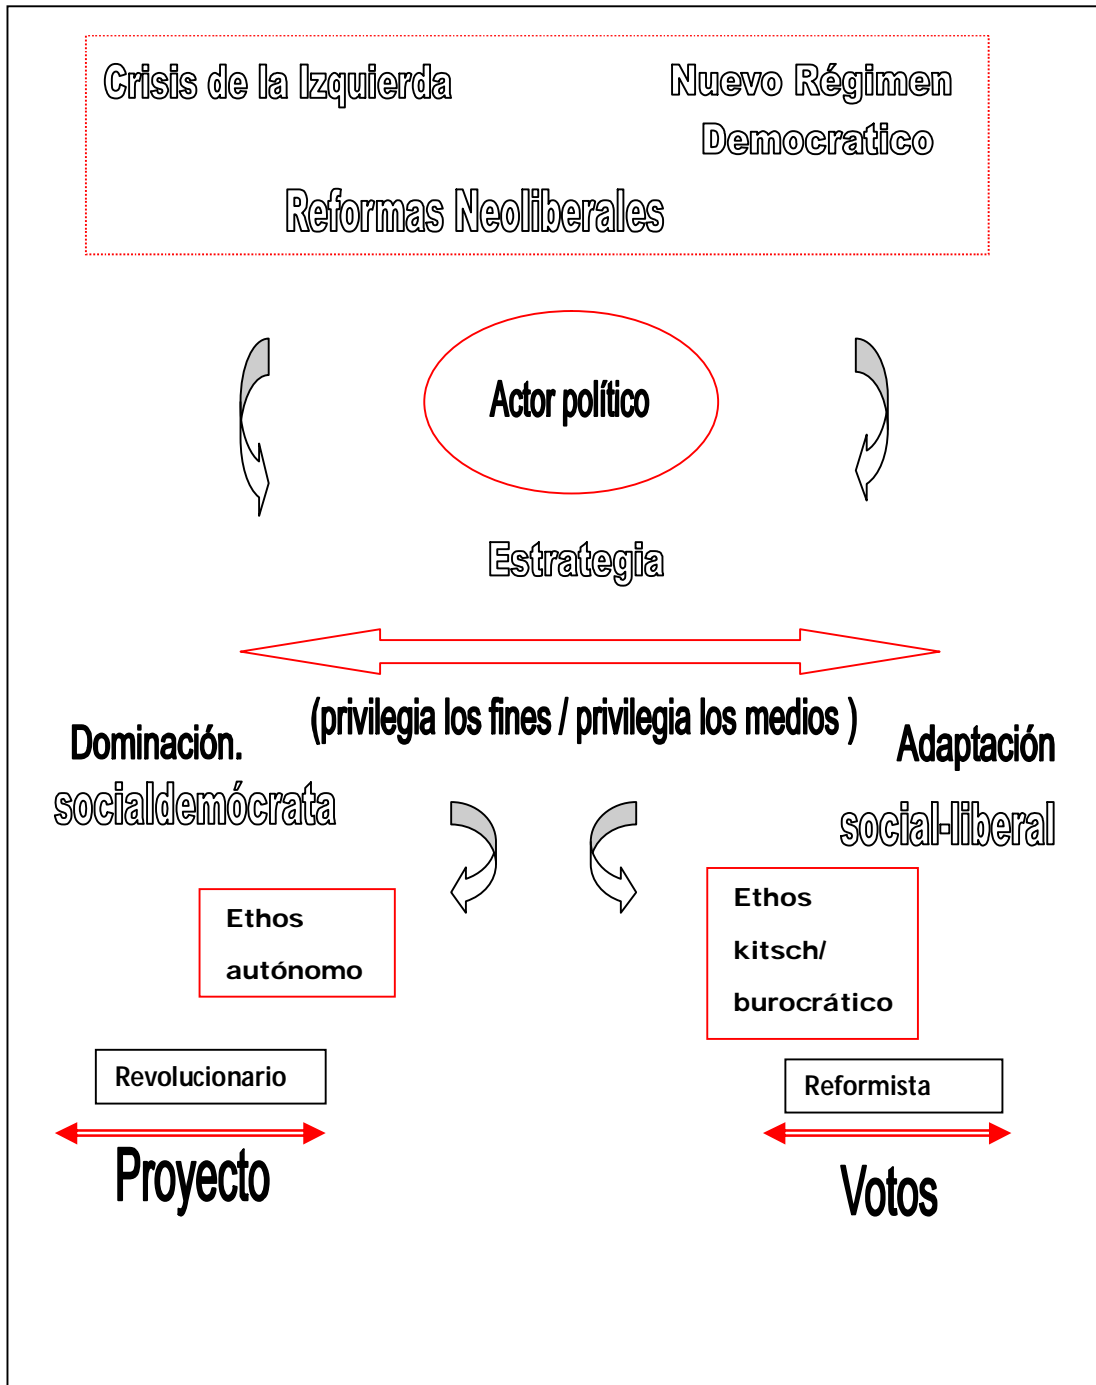 Crisis de la Izquierda
Nuevo Régimen
Democratico
Reformas Neoliberales
Actor político
Estrategia
(privilegia los fines / privilegia los medios )
Dominación.
socialdemócrata
Adaptación
social-liberal
Ethos
autónomo
Ethos
kitsch/
burocrático
Revolucionario
Reformista
Proyecto
Votos